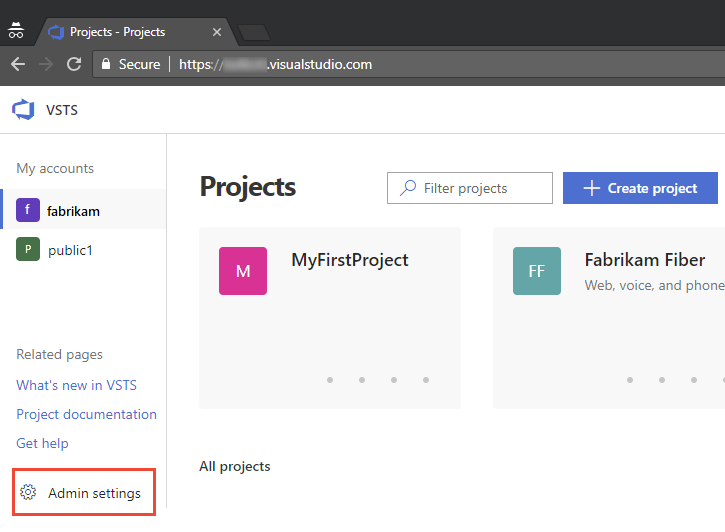 Projects - Projects
Secure
https://
.visualstudio.com
VSTS
My accounts
f
fabrikam
P
public1
Related pages
What's new in VSTS
Project documentation
Get help
Admin settings
Projects
Filter projects
Create project
M
MyFirstProject
FF
Fabrikam Fiber
Web, voice, and phone
All projects